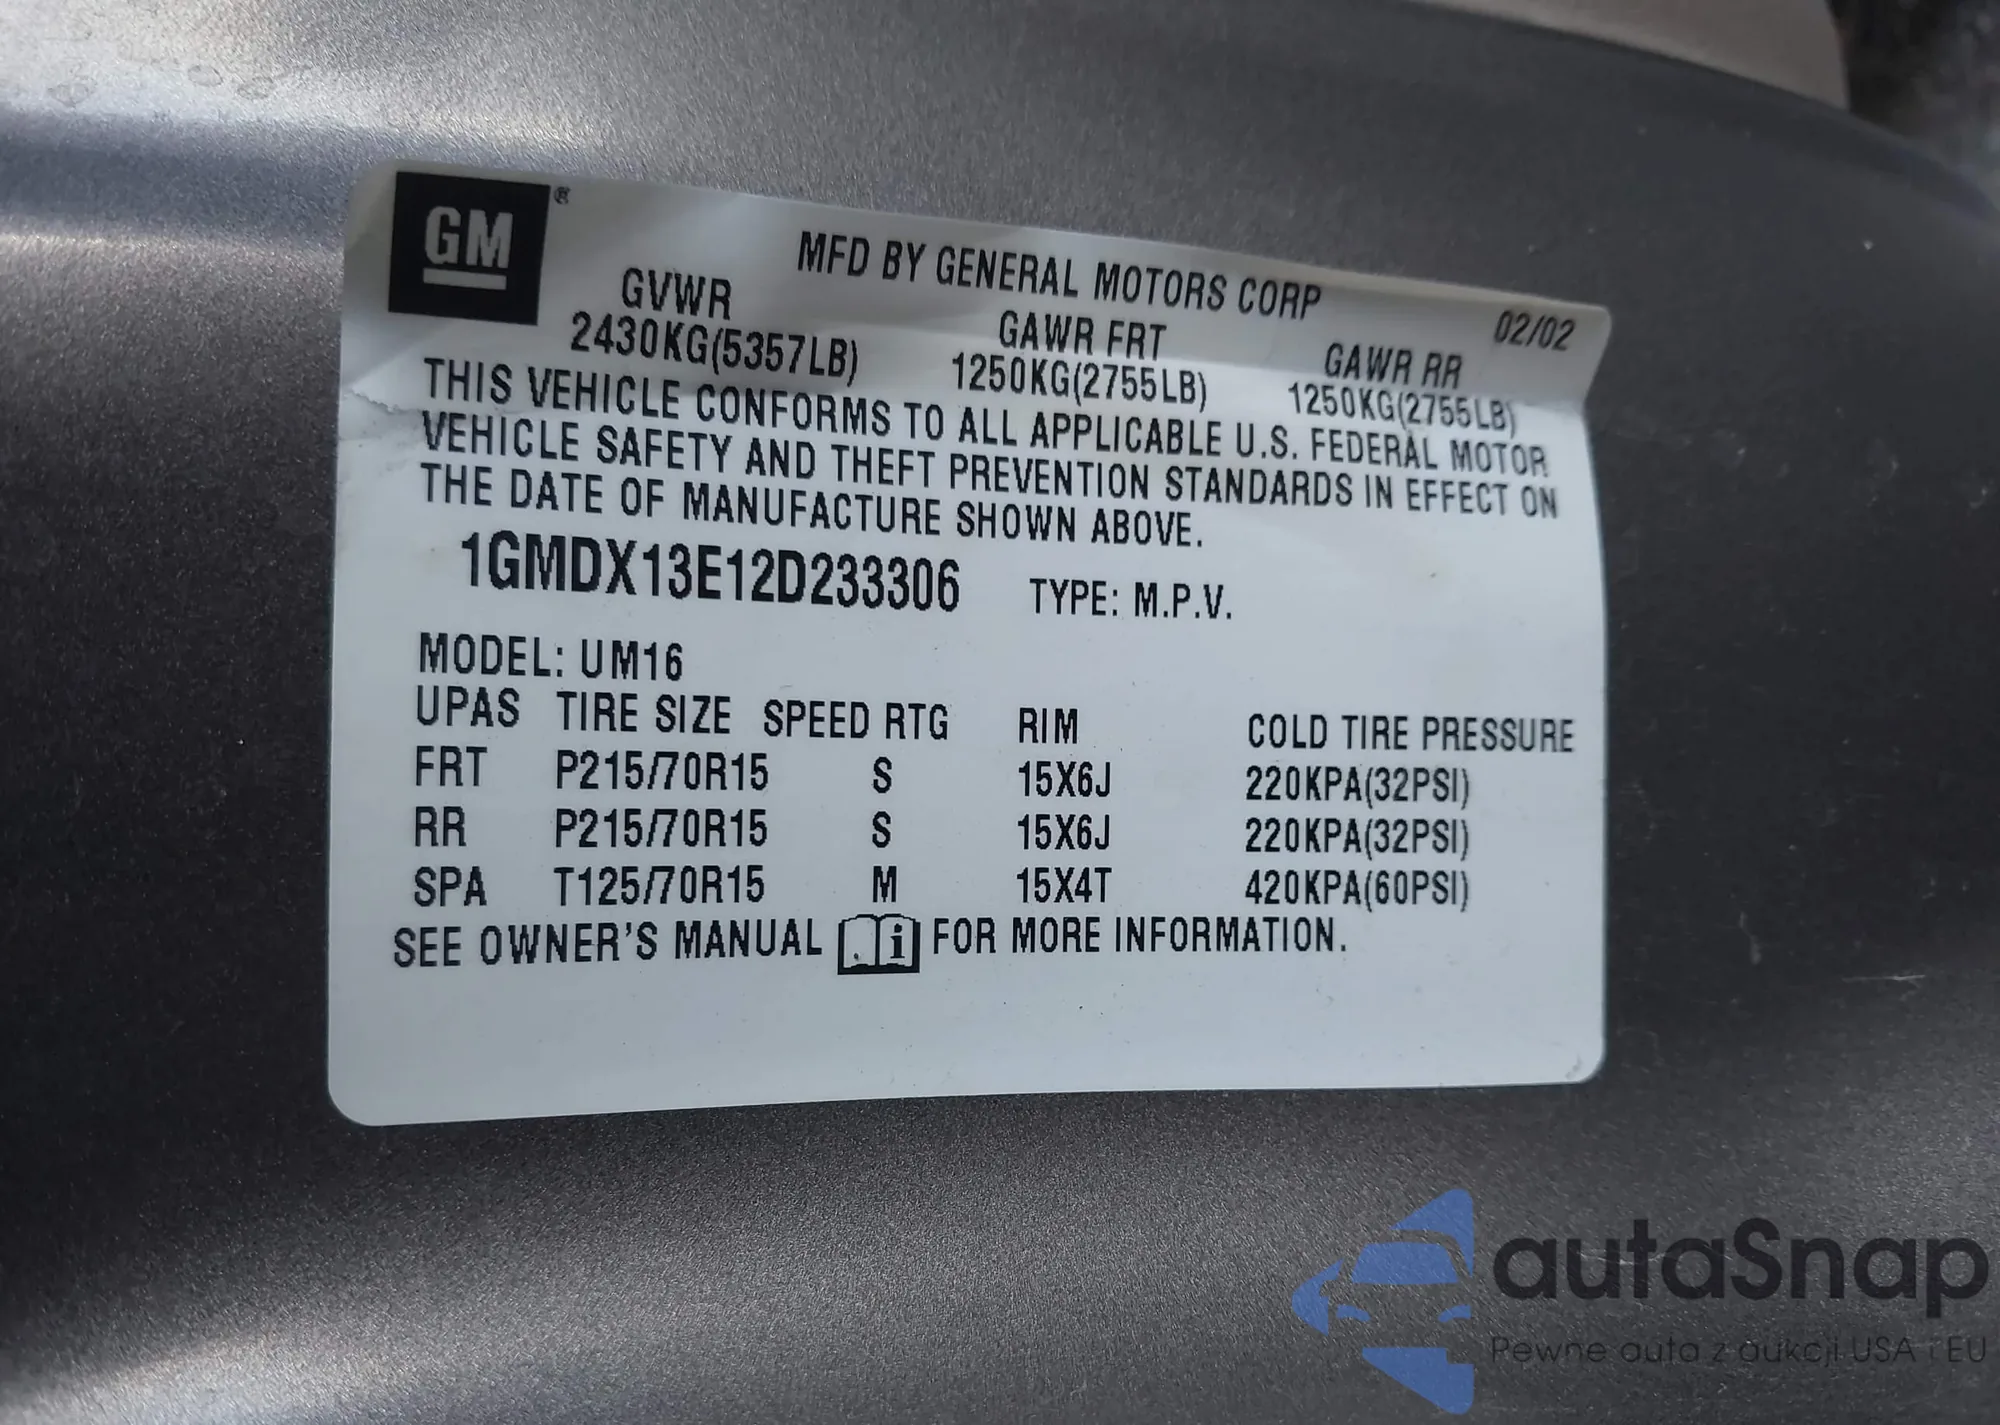 GM ®
MFD BY GENERAL MOTORS CORP
02/02
GVWR GAWR FRT GAWR RR
2430KG(5357LB) 1250KG(2755LB) 1250KG(2755LB)
THIS VEHICLE CONFORMS TO ALL APPLICABLE U.S. FEDERAL MOTOR
VEHICLE SAFETY AND THEFT PREVENTION STANDARDS IN EFFECT ON
THE DATE OF MANUFACTURE SHOWN ABOVE.
1GMDX13E12D233306 TYPE: M.P.V.
MODEL: UM16
UPAS TIRE SIZE SPEED RTG RIM COLD TIRE PRESSURE
FRT P215/70R15 S 15X6J 220KPA(32PSI)
RR P215/70R15 S 15X6J 220KPA(32PSI)
SPA T125/70R15 M 15X4T 420KPA(60PSI)
SEE OWNER'S MANUAL i FOR MORE INFORMATION.
autaSnap
Pewne auta z aukcji USA i EU